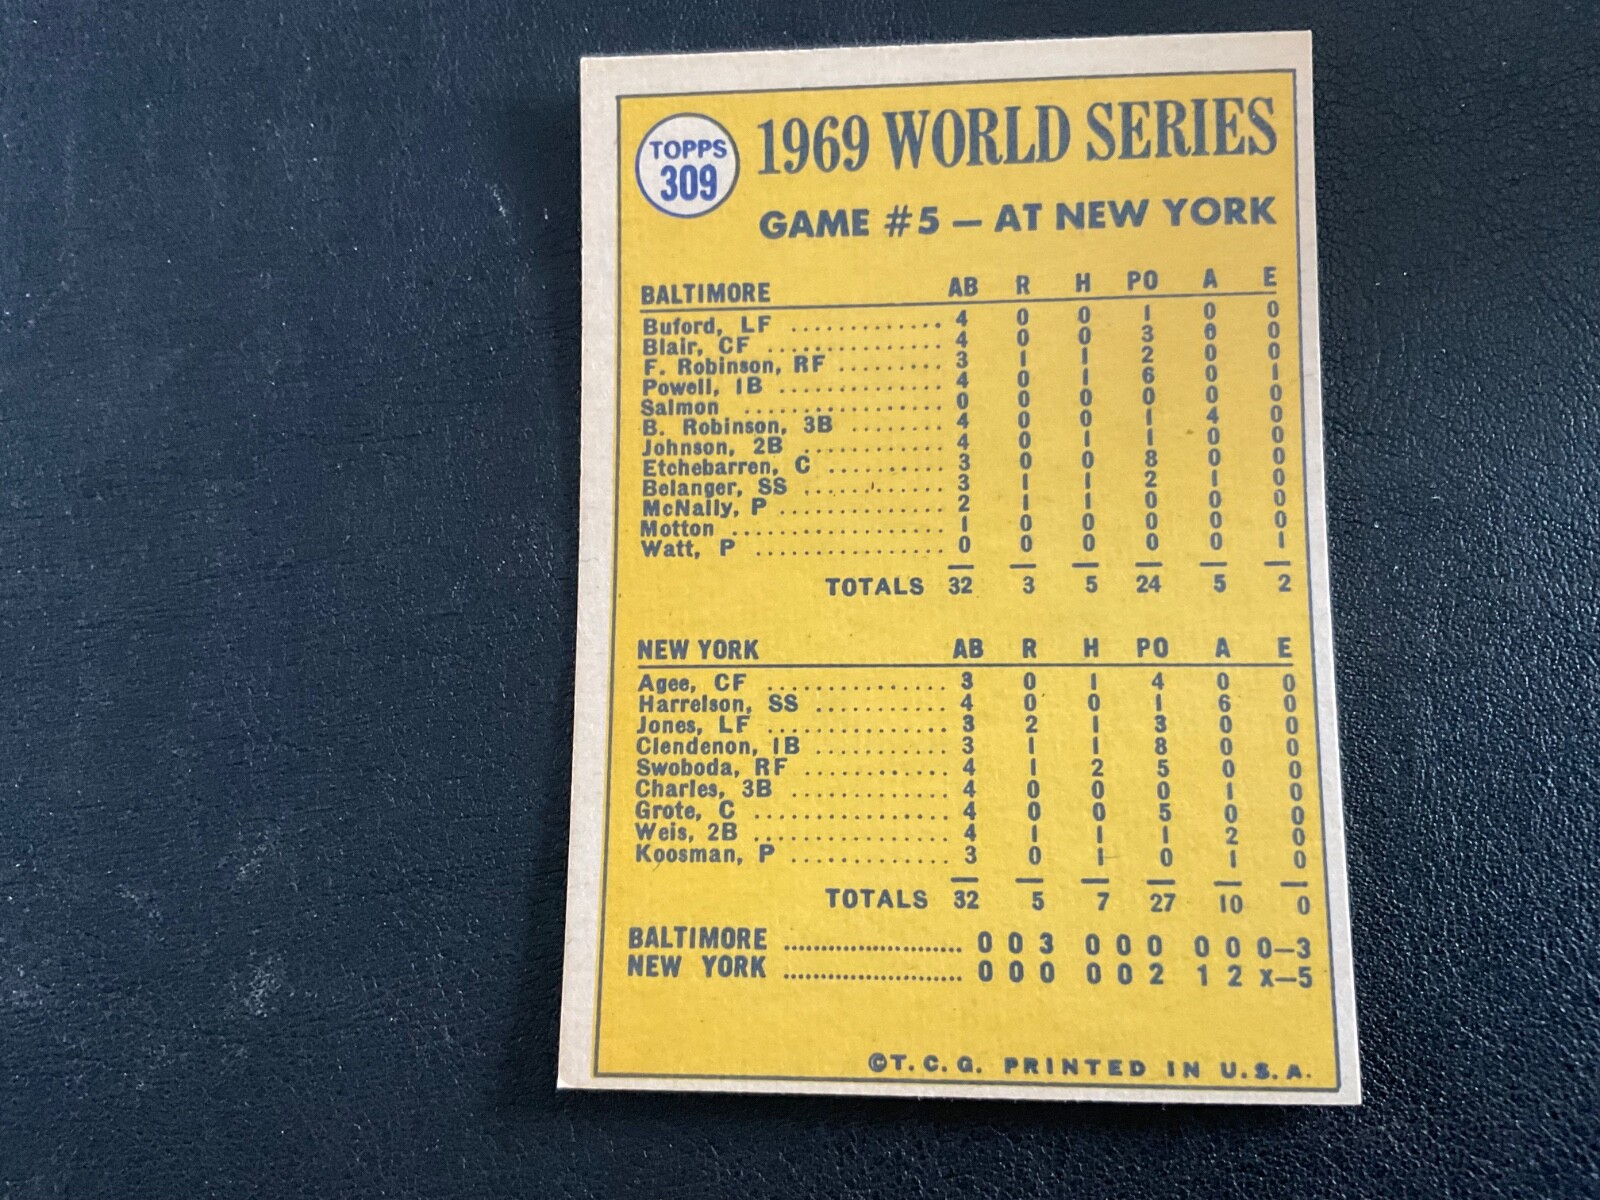 TOPPS
309
1969 WORLD SERIES
GAME #5 — AT NEW YORK
BALTIMORE AB R H PO A E
Buford, LF ............. 4 0 0 1 0 0
Blair, CF ............... 4 0 0 3 0 0
F. Robinson, RF ......... 3 1 1 2 0 0
Powell, 1B .............. 4 0 1 6 0 1
Salmon .................. 0 0 0 0 0 0
B. Robinson, 3B ........ 4 0 0 1 4 0
Johnson, 2B ............ 4 0 1 1 0 0
Etchebarren, C .......... 3 0 0 8 0 0
Belanger, SS ............ 3 1 1 2 1 0
McNally, P .............. 2 1 1 0 0 0
Motton .................. 1 0 0 0 0 0
Watt, P ................ 0 0 0 0 0 1
TOTALS 32 3 5 24 5 2
NEW YORK AB R H PO A E
Agee, CF ............... 3 0 1 4 0 0
Harrelson, SS ........... 4 0 0 1 6 0
Jones, LF ............... 3 2 1 3 0 0
Clendenon, 1B ........... 3 1 1 8 0 0
Swoboda, RF ............ 4 1 2 5 0 0
Charles, 3B ............. 4 0 0 0 1 0
Grote, C ................ 4 0 0 5 0 0
Weis, 2B ................ 4 1 1 1 2 0
Koosman, P ............. 3 0 1 0 1 0
TOTALS 32 5 7 27 10 0
BALTIMORE ........................ 0 0 3 0 0 0 0 0 0—3
NEW YORK ........................ 0 0 0 0 0 2 1 2 x—5
©T. C. G. PRINTED IN U. S. A.